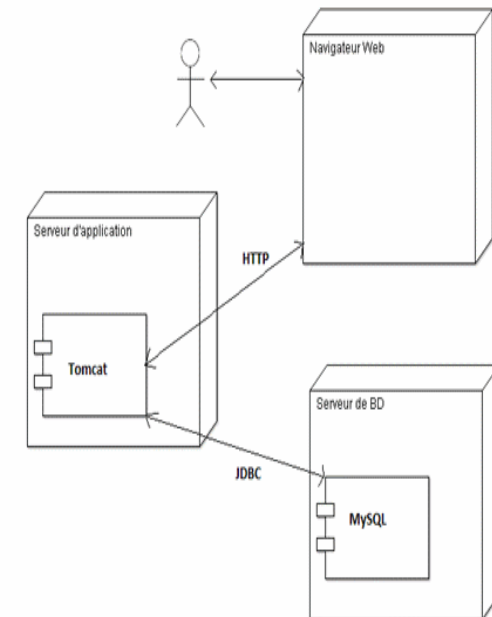 Navigateur Web
Serveur d'application
HTTP
Tomcat
Serveur de BD
JDBC
MySQL